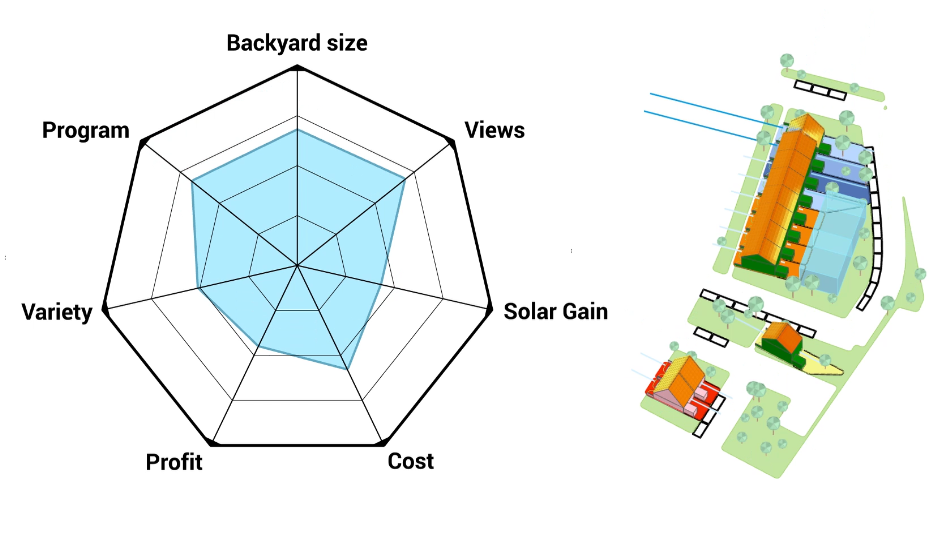 Backyard size
Program
Views
Variety
Solar Gain
Profit
Cost